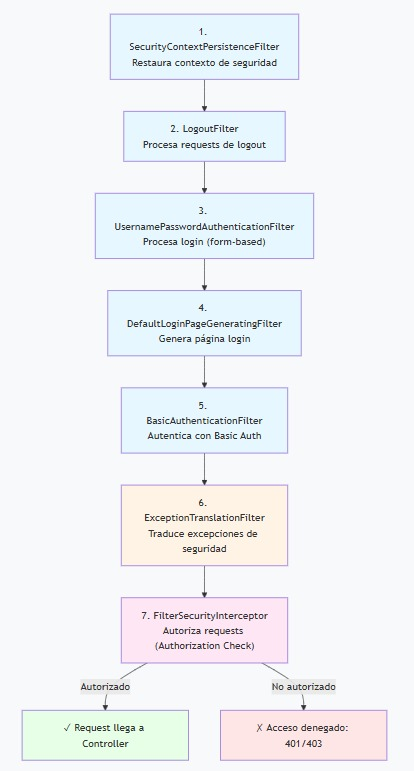 1.
SecurityContextPersistenceFilter
Restaura contexto de seguridad
2. LogoutFilter
Procesa requests de logout
3.
UsernamePasswordAuthenticationFilter
Procesa login (form-based)
4.
DefaultLoginPageGeneratingFilter
Genera página login
5.
BasicAuthenticationFilter
Autentica con Basic Auth
6.
ExceptionTranslationFilter
Traduce excepciones de
seguridad
7. FilterSecurityInterceptor
Autoriza requests
(Authorization Check)
Autorizado
No autorizado
✓ Request llega a
Controller
✗ Acceso denegado:
401/403